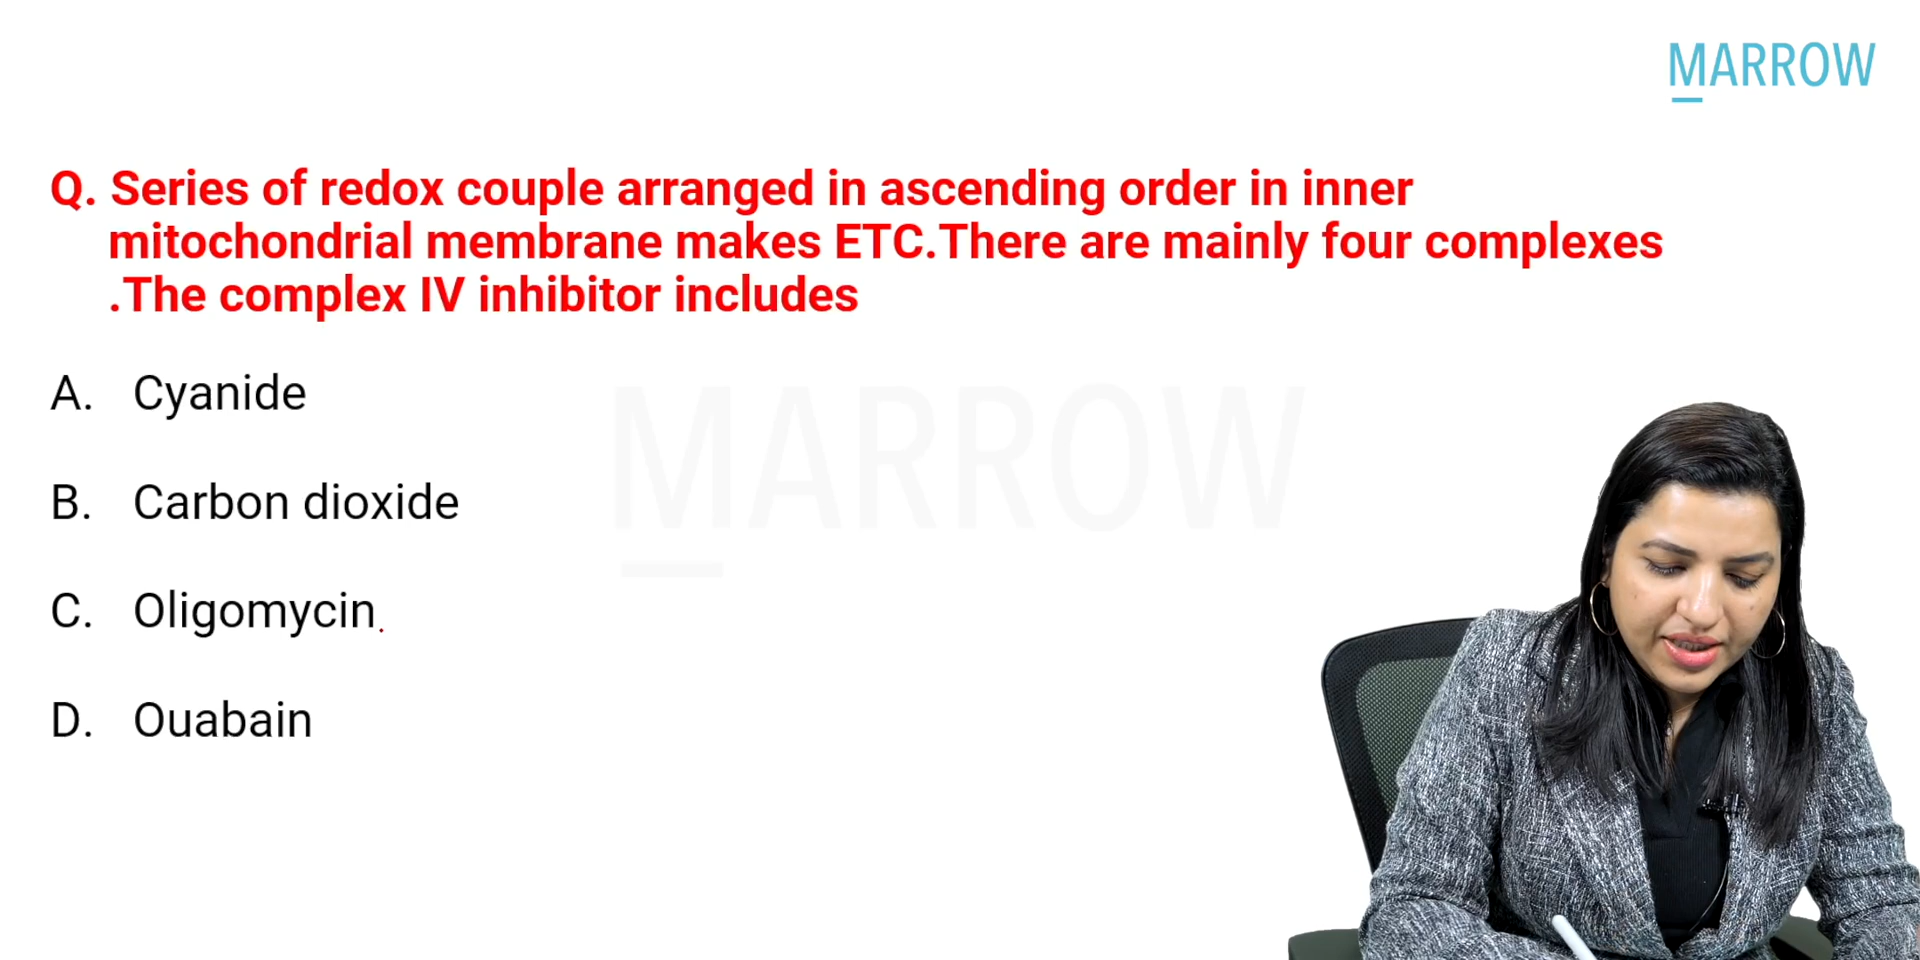 MARROW
Q. Series of redox couple arranged in ascending order in inner
mitochondrial membrane makes ETC.There are mainly four complexes
.The complex IV inhibitor includes
A. Cyanide
MARROW
B. Carbon dioxide
C. Oligomycin
D. Ouabain